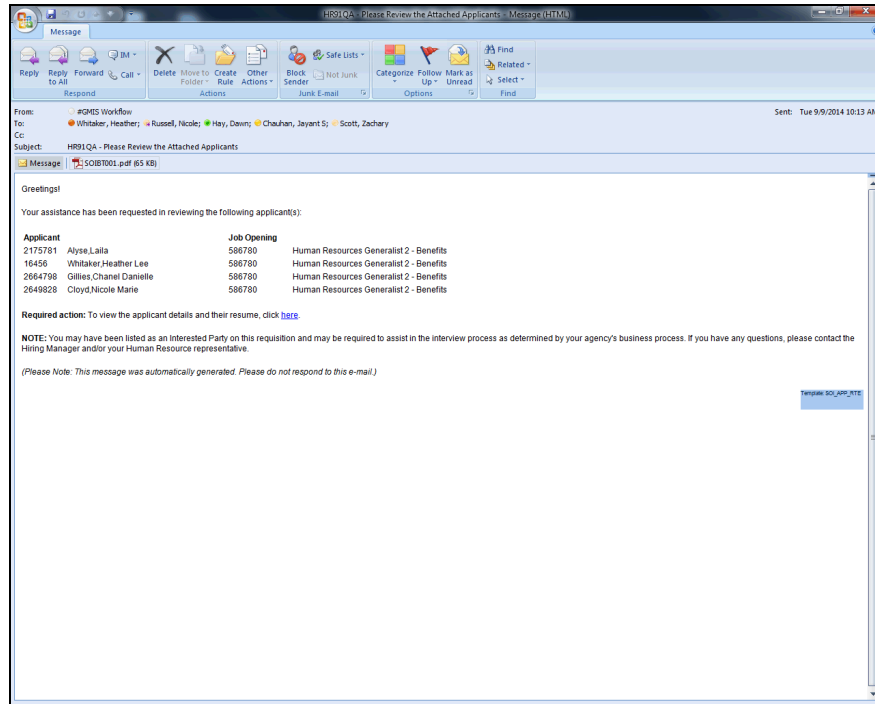 HR91QA - Please Review the Attached Applicants - Message (HTML)
Message
Reply
Reply to All
Forward
IM
Call
Respond
Delete
Move to Folder
Create Rule
Other Actions
Actions
Block Sender
Safe Lists
Not Junk
Junk E-mail
Categorize
Follow Up
Mark as Unread
Options
Find
Related
Select
Find
From: #GMIS Workflow Sent: Tue 9/9/2014 10:13 AM
To: Whitaker, Heather; Russell, Nicole; Hay, Dawn; Chauhan, Jayant S; Scott, Zachary
Cc:
Subject: HR91QA - Please Review the Attached Applicants
Message SOIBT001.pdf (65 KB)
Greetings!
Your assistance has been requested in reviewing the following applicant(s):
Applicant Job Opening
2175781 Alyse,Laila 586780 Human Resources Generalist 2 - Benefits
16456 Whitaker,Heather Lee 586780 Human Resources Generalist 2 - Benefits
2664798 Gillies,Chanel Danielle 586780 Human Resources Generalist 2 - Benefits
2649828 Cloyd,Nicole Marie 586780 Human Resources Generalist 2 - Benefits
Required action: To view the applicant details and their resume, click here.
NOTE: You may have been listed as an Interested Party on this requisition and may be required to assist in the interview process as determined by your agency's business process. If you have any questions, please contact the
Hiring Manager and/or your Human Resource representative.
(Please Note: This message was automatically generated. Please do not respond to this e-mail.)
Template: SOI_APP_RTE